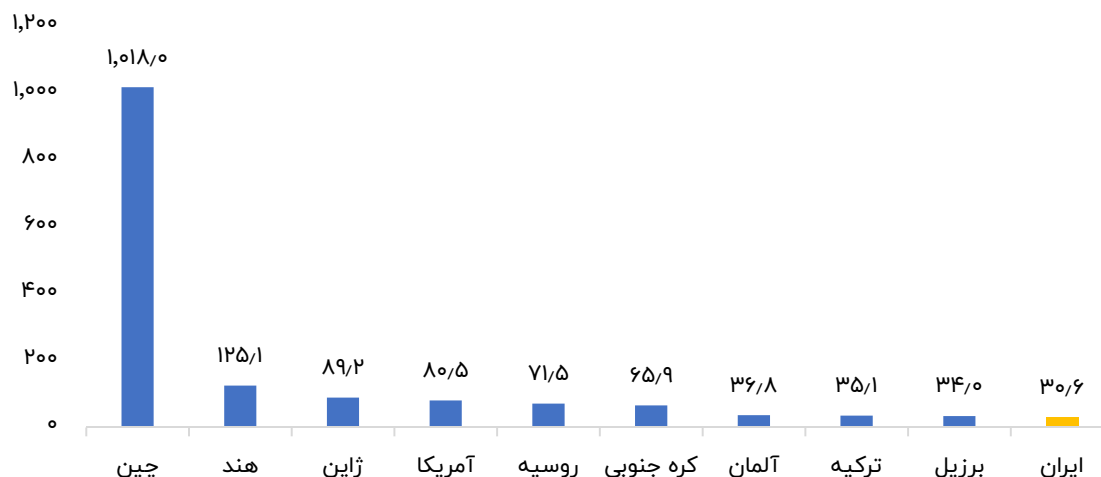 ۱,۲۰۰
۱,۰۱۸٫۰
۱,۰۰۰
۸۰۰
۶۰۰
۴۰۰
۲۰۰
۱۲۵٫۱
۸۹٫۲
۸۰٫۵
۷۱٫۵
۶۵٫۹
۳۶٫۸
۳۵٫۱
۳۴٫۰
۳۰٫۶
۰
چین
هند
ژاپن
آمریکا
روسیه
کره جنوبی
آلمان
ترکیه
برزیل
ایران